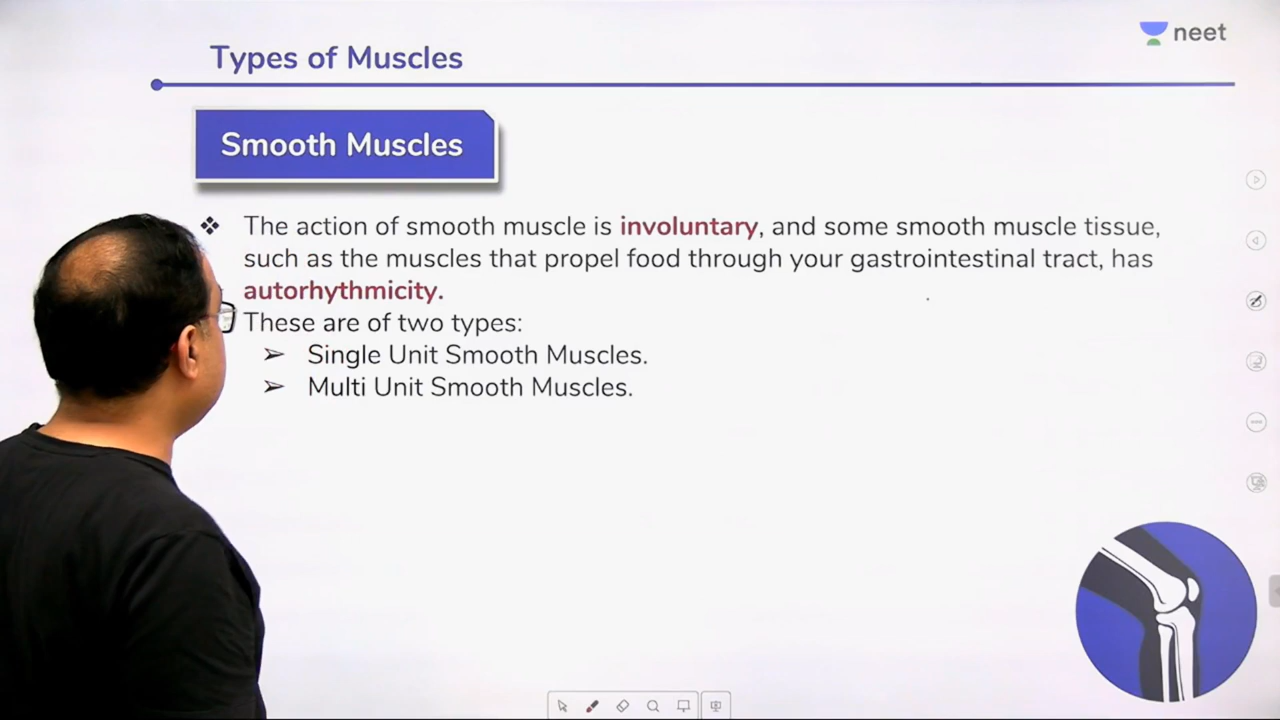 neet
Types of Muscles
Smooth Muscles
❖ The action of smooth muscle is involuntary, and some smooth muscle tissue,
such as the muscles that propel food through your gastrointestinal tract, has
autorhythmicity.
These are of two types:
➢ Single Unit Smooth Muscles.
➢ Multi Unit Smooth Muscles.